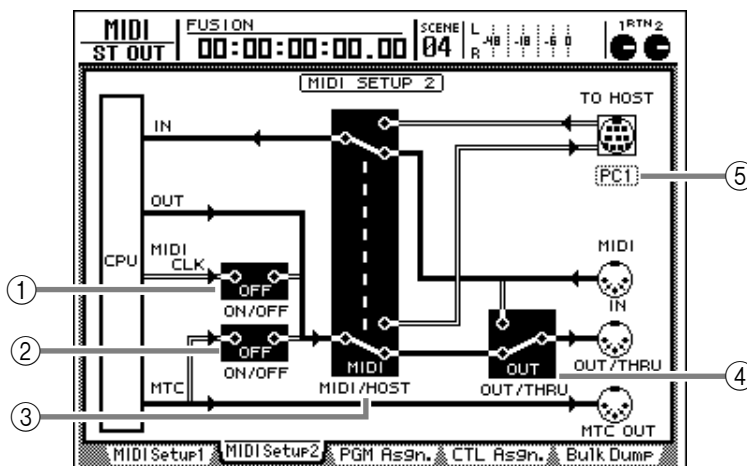 MIDI FUSION SCENE L -48 -18 -6 0 1 RTN 2
ST OUT 00:00:00:00.00 04 R
MIDI SETUP 2
TO HOST
IN
PC1
⑤
OUT
MIDI
CPU
MIDI
CLK
①
OFF
ON/OFF
IN
②
OFF
ON/OFF
MIDI
OUT
OUT/THRU
④
MTC
③
MIDI/HOST
OUT/THRU
MTC OUT
MIDI Setup1 MIDI Setup2 PGM Asgn. CTL Asgn. Bulk Dump